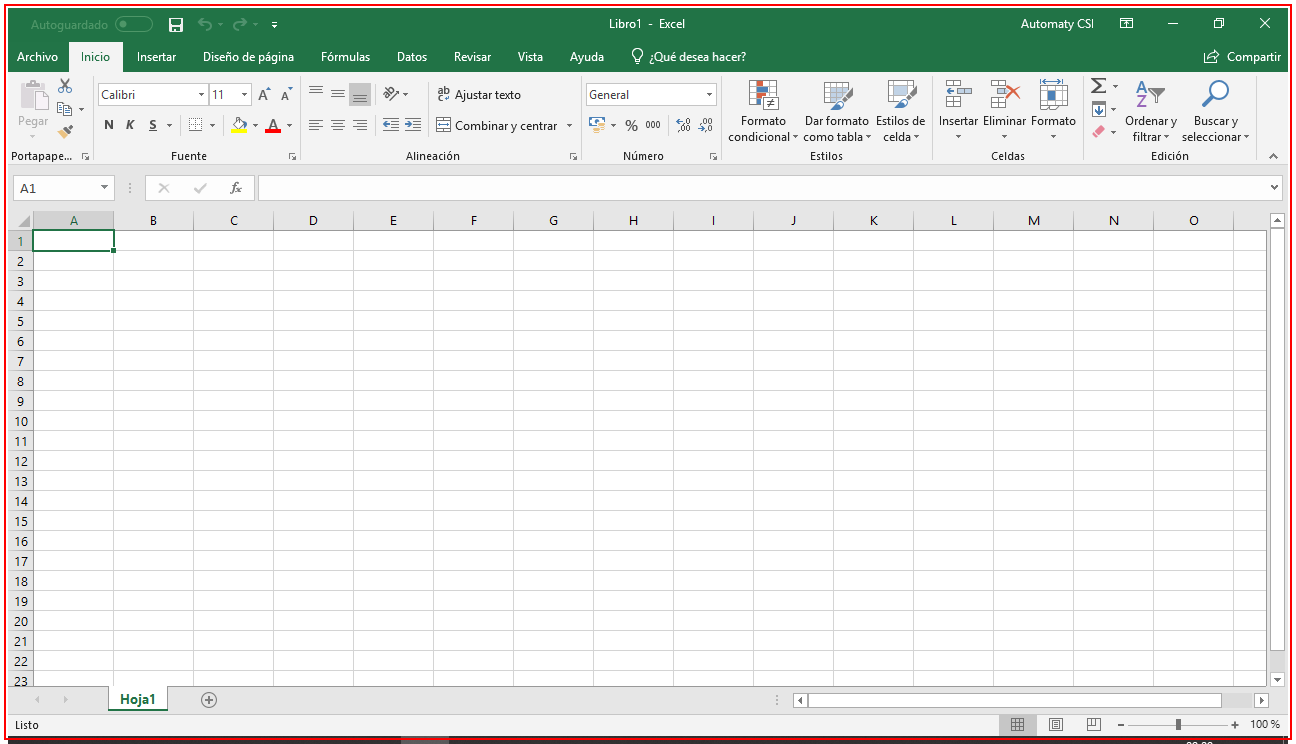 Autoguardado
Libro1 - Excel
Automaty CSI
Archivo Inicio Insertar Diseño de página Fórmulas Datos Revisar Vista Ayuda ¿Qué desea hacer? Compartir
Calibri 11 Ajustar texto General
Pegar
N K S Combinar y centrar % 000
Formato condicional
Dar formato como tabla
Estilos de celda
Insertar Eliminar Formato
Ordenar y filtrar
Buscar y seleccionar
Portapape... Fuente Alineación Número Estilos Celdas Edición
A1 fx
A B C D E F G H I J K L M N O
1
2
3
4
5
6
7
8
9
10
11
12
13
14
15
16
17
18
19
20
21
22
23
Hoja1
Listo 100 %